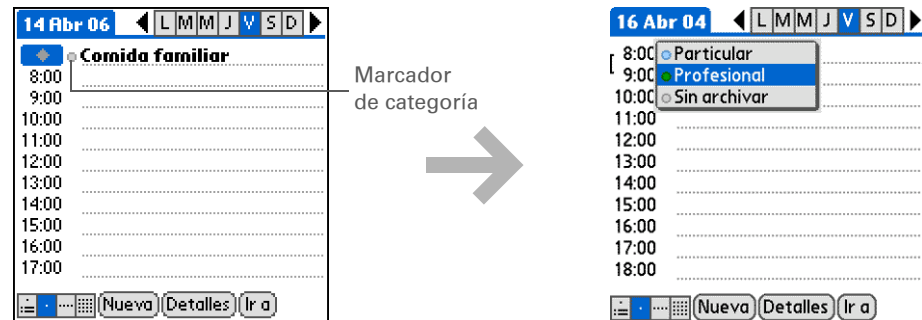 14 Abr 06 L M M J V S D
Comida familiar
8:00
9:00
10:00
11:00
12:00
13:00
14:00
15:00
16:00
17:00
Nueva Detalles Ir a
Marcador
de categoría
16 Abr 04 L M M J V S D
8:00 Particular
9:00 Profesional
10:00 Sin archivar
11:00
12:00
13:00
14:00
15:00
16:00
17:00
18:00
Nueva Detalles Ir a